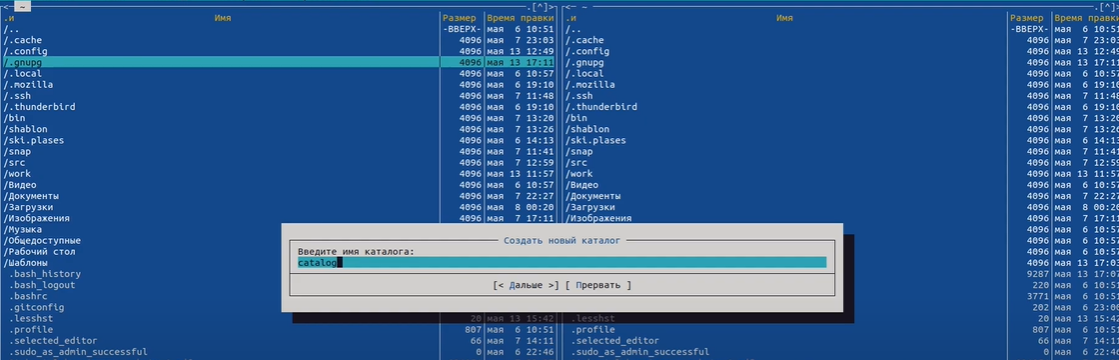 <─ ~ ─ .[^]>
.и Имя Размер Время правки
/.. -ВВЕРХ- мая 6 10:51
/.cache 4096 мая 7 23:03
/.config 4096 мая 13 12:49
/.gnupg 4096 мая 13 17:11
/.local 4096 мая 6 10:57
/.mozilla 4096 мая 6 19:10
/.ssh 4096 мая 7 11:48
/.thunderbird 4096 мая 6 19:10
/bin 4096 мая 7 13:20
/shablon 4096 мая 7 13:26
/ski.plases 4096 мая 6 14:13
/snap 4096 мая 7 11:41
/src 4096 мая 7 12:59
/work 4096 мая 13 11:57
/Видео 4096 мая 6 10:57
/Документы 4096 мая 7 22:27
/Загрузки 4096 мая 8 00:20
/Изображения 4096 мая 7 17:11
/Музыка
/Общедоступные
/Рабочий стол
/Шаблоны
.bash_history
.bash_logout
.bashrc
.gitconfig
.lesshst 20 мая 13 15:42
.profile 807 мая 6 10:51
.selected_editor 66 мая 7 14:11
.sudo_as_admin_successful 0 мая 6 22:46
Создать новый каталог
Введите имя каталога:
catalog
[< Дальше >] [ Прервать ]
<─ ~ ─ .[^]>
.и Имя Размер Время правки
/.. -ВВЕРХ- мая 6 10:51
/.cache 4096 мая 7 23:03
/.config 4096 мая 13 12:49
/.gnupg 4096 мая 13 17:11
/.local 4096 мая 6 10:57
/.mozilla 4096 мая 6 19:10
/.ssh 4096 мая 7 11:48
/.thunderbird 4096 мая 6 19:10
/bin 4096 мая 7 13:20
/shablon 4096 мая 7 13:26
/ski.plases 4096 мая 6 14:13
/snap 4096 мая 7 11:41
/src 4096 мая 7 12:59
/work 4096 мая 13 11:57
/Видео 4096 мая 6 10:57
/Документы 4096 мая 7 22:27
/Загрузки 4096 мая 8 00:20
/Изображения 4096 мая 7 17:11
4096 мая 6 10:57
4096 мая 6 10:57
4096 мая 6 10:57
4096 мая 13 17:03
9287 мая 13 17:07
220 мая 6 10:51
3771 мая 6 10:51
202 мая 6 23:00
.lesshst 20 мая 13 15:42
.profile 807 мая 6 10:51
.selected_editor 66 мая 7 14:11
.sudo_as_admin_successful 0 мая 6 22:46